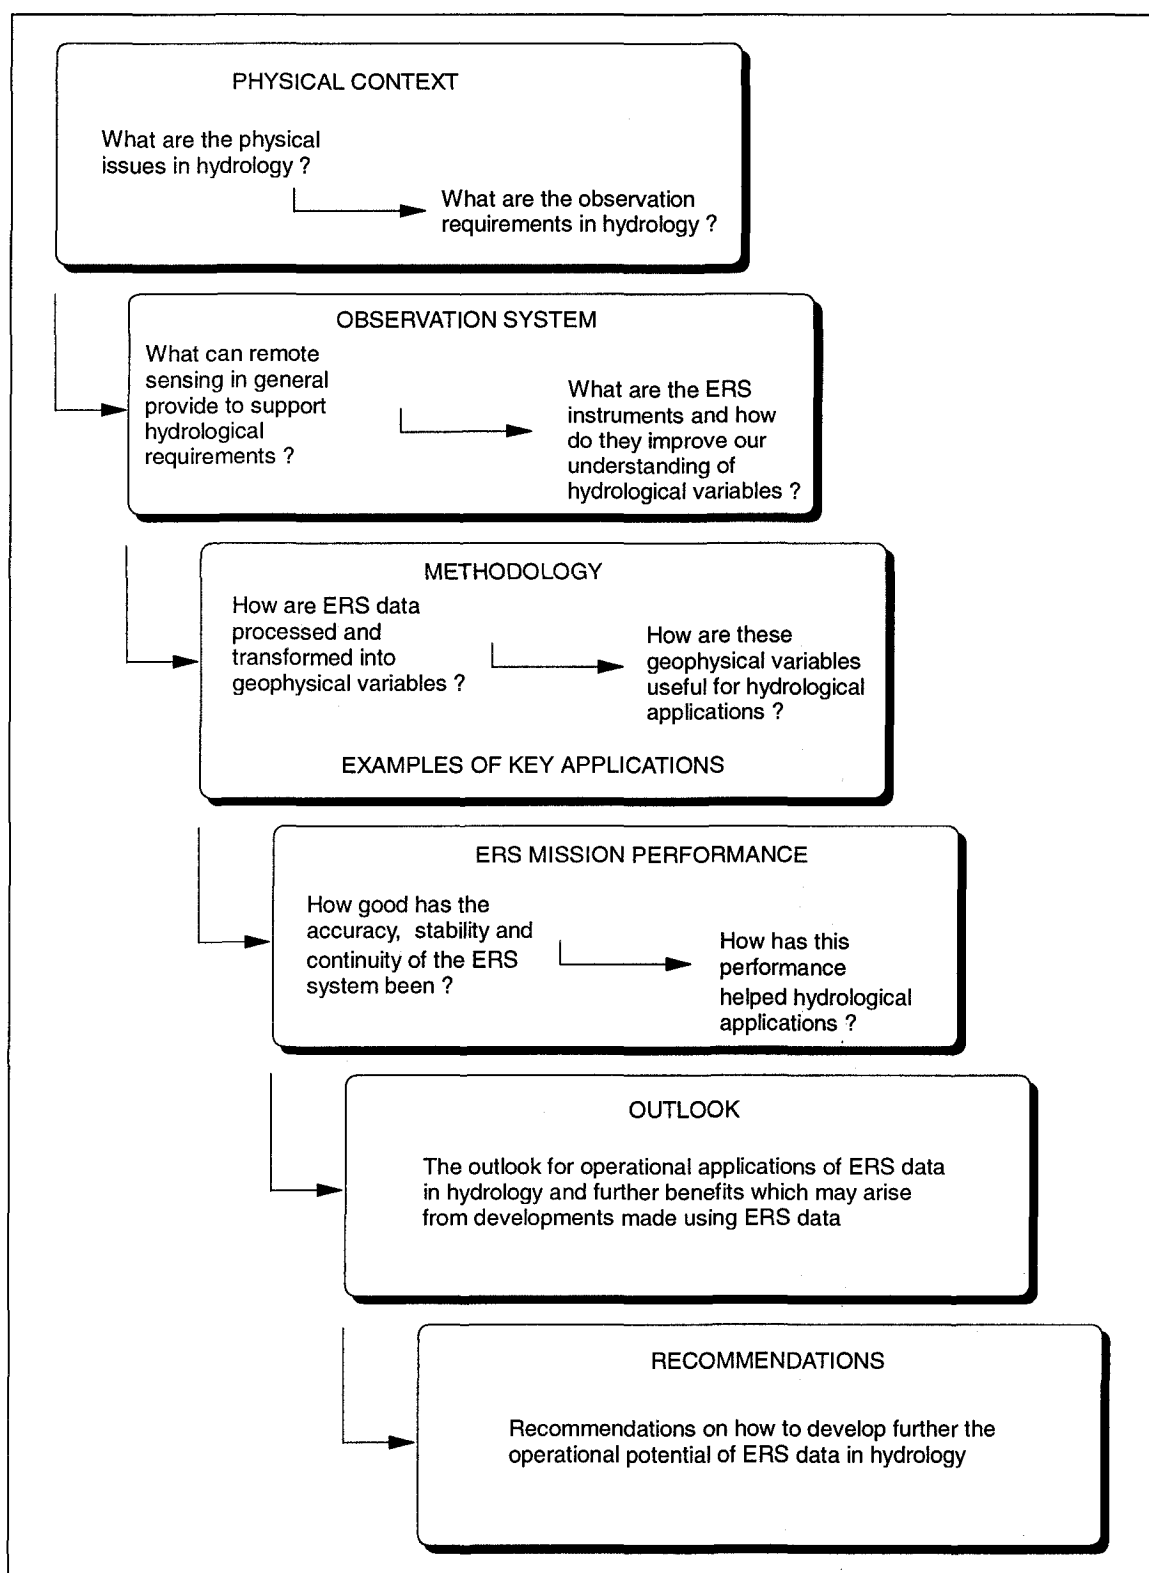 PHYSICAL CONTEXT
What are the physical
issues in hydrology ?
What are the observation
requirements in hydrology ?
OBSERVATION SYSTEM
What can remote
sensing in general
provide to support
hydrological
requirements ?
What are the ERS
instruments and how
do they improve our
understanding of
hydrological variables ?
METHODOLOGY
How are ERS data
processed and
transformed into
geophysical variables ?
How are these
geophysical variables
useful for hydrological
applications ?
EXAMPLES OF KEY APPLICATIONS
ERS MISSION PERFORMANCE
How good has the
accuracy, stability and
continuity of the ERS
system been ?
How has this
performance
helped hydrological
applications ?
OUTLOOK
The outlook for operational applications of ERS data
in hydrology and further benefits which may arise
from developments made using ERS data
RECOMMENDATIONS
Recommendations on how to develop further the
operational potential of ERS data in hydrology